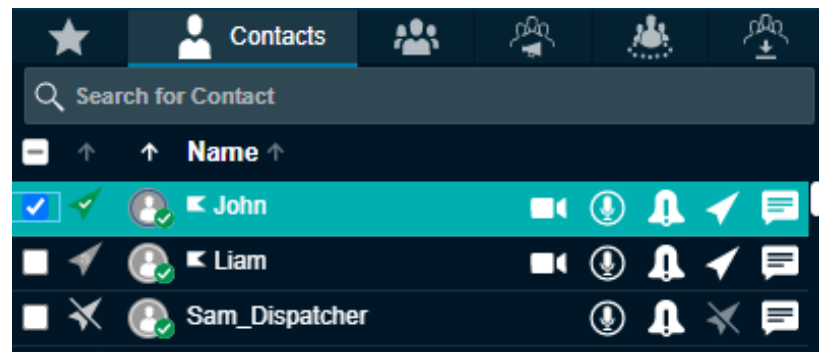 Contacts
Search for Contact
Name
John
Liam
Sam_Dispatcher